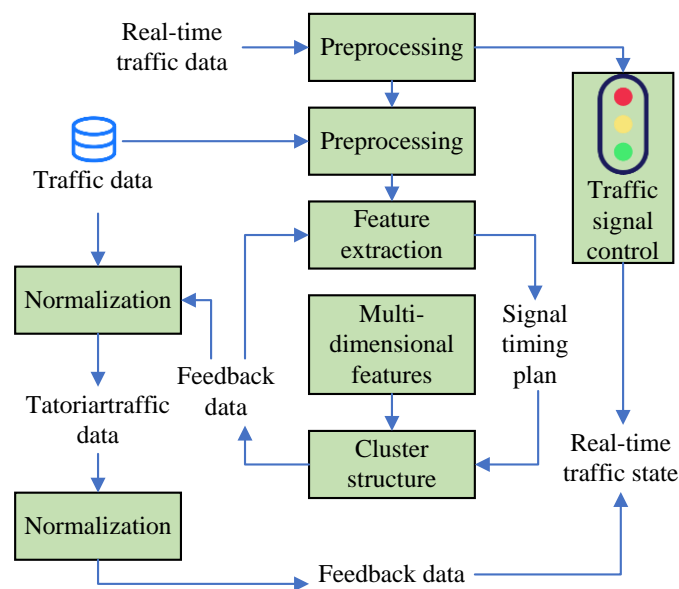 Real-time
traffic data
Preprocessing
Preprocessing
Traffic data
Traffic
signal
control
Feature
extraction
Normalization
Multi-
dimensional
features
Signal
timing
plan
Feedback
data
Tatoriartraffic
data
Cluster
structure
Real-time
traffic state
Normalization
Feedback data